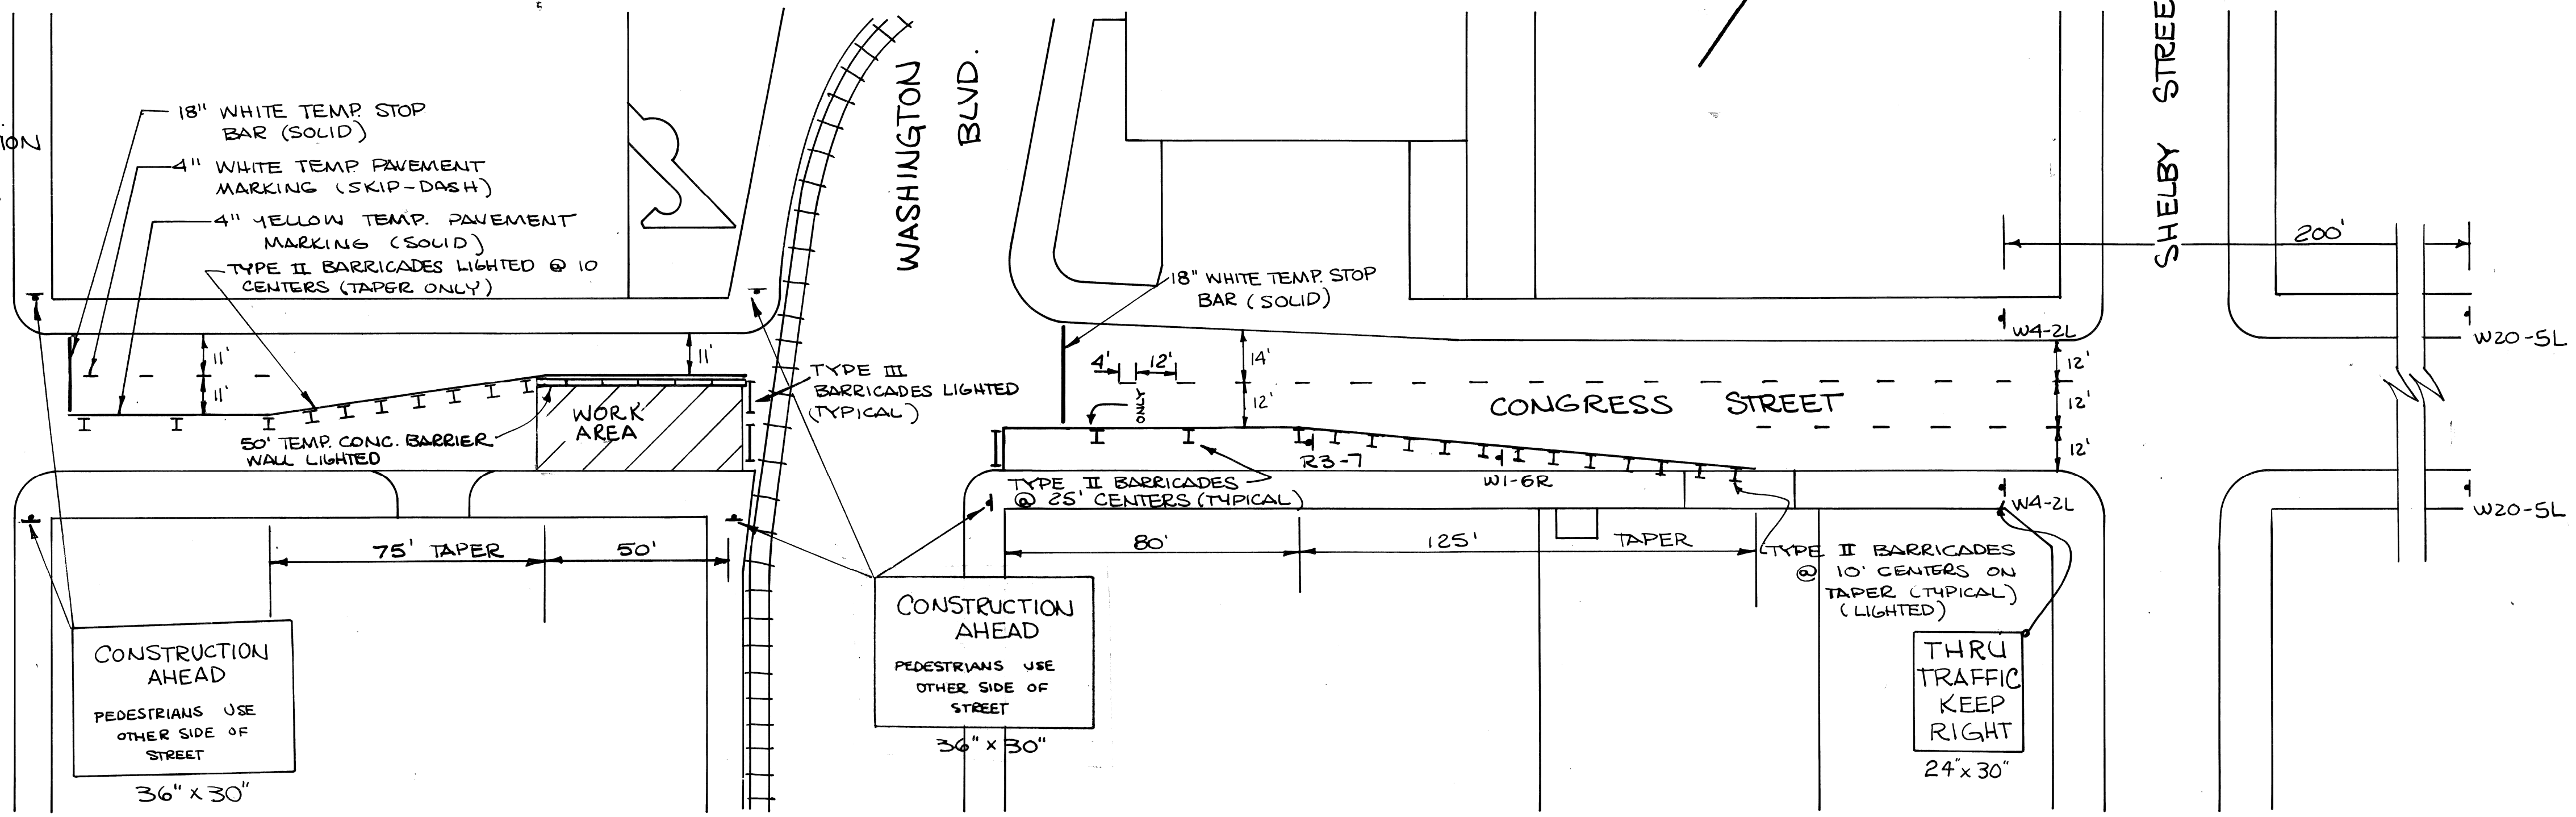 ION
18" WHITE TEMP. STOP
BAR (SOLID)
4" WHITE TEMP. PAVEMENT
MARKING (SKIP-DASH)
4" YELLOW TEMP. PAVEMENT
MARKING (SOLID)
TYPE II BARRICADES LIGHTED @ 10
CENTERS (TAPER ONLY)
11'
11'
11'
WORK
AREA
50' TEMP. CONC. BARRIER
WALL LIGHTED
75' TAPER
50'
CONSTRUCTION
AHEAD
PEDESTRIANS USE
OTHER SIDE OF
STREET
36" x 30"
WASHINGTON
BLVD.
TYPE III
BARRICADES LIGHTED
(TYPICAL)
18" WHITE TEMP. STOP
BAR (SOLID)
4'
12'
14'
12'
ONLY
CONGRESS STREET
R3-7
W1-6R
TYPE II BARRICADES
@ 25' CENTERS (TYPICAL)
80'
125' TAPER
CONSTRUCTION
AHEAD
PEDESTRIANS USE
OTHER SIDE OF
STREET
36" x 30"
TYPE II BARRICADES
@ 10' CENTERS ON
TAPER (TYPICAL)
(LIGHTED)
THRU
TRAFFIC
KEEP
RIGHT
24" x 30"
SHELBY STREE
200'
W4-2L
12'
12'
12'
W4-2L
W20-5L
W20-5L